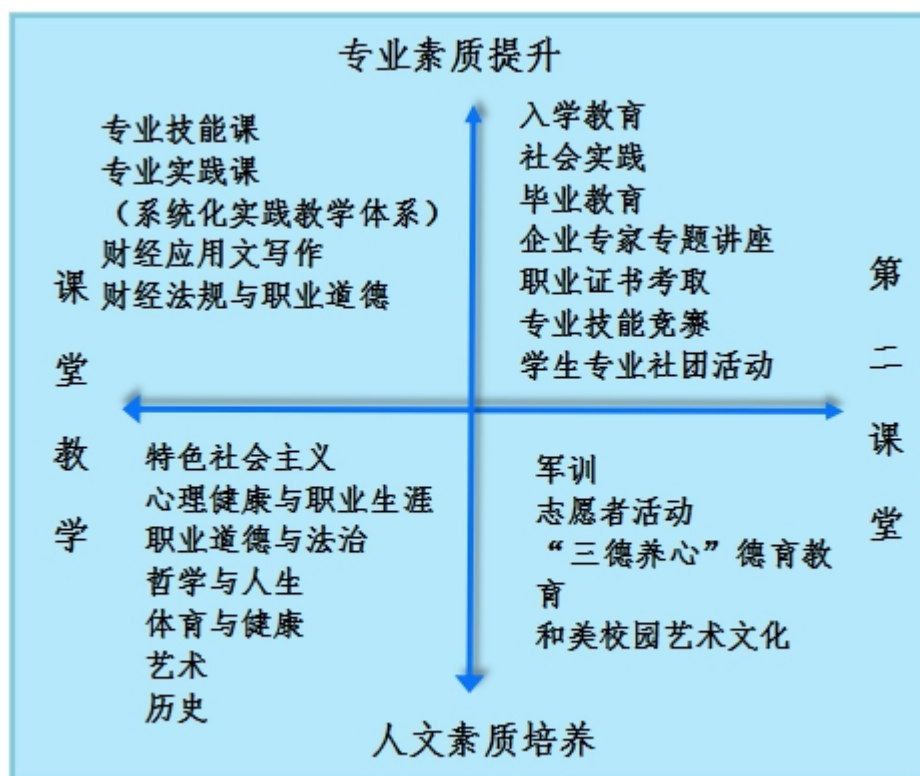 专业素质提升
专业技能课
专业实践课
（系统化实践教学体系）
财经应用文写作
财经法规与职业道德
入学教育
社会实践
毕业教育
企业专家专题讲座
职业证书考取
专业技能竞赛
学生专业社团活动
课堂教学
第二课堂
特色社会主义
心理健康与职业生涯
职业道德与法治
哲学与人生
体育与健康
艺术
历史
军训
志愿者活动
“三德养心”德育教
育
和美校园艺术文化
人文素质培养